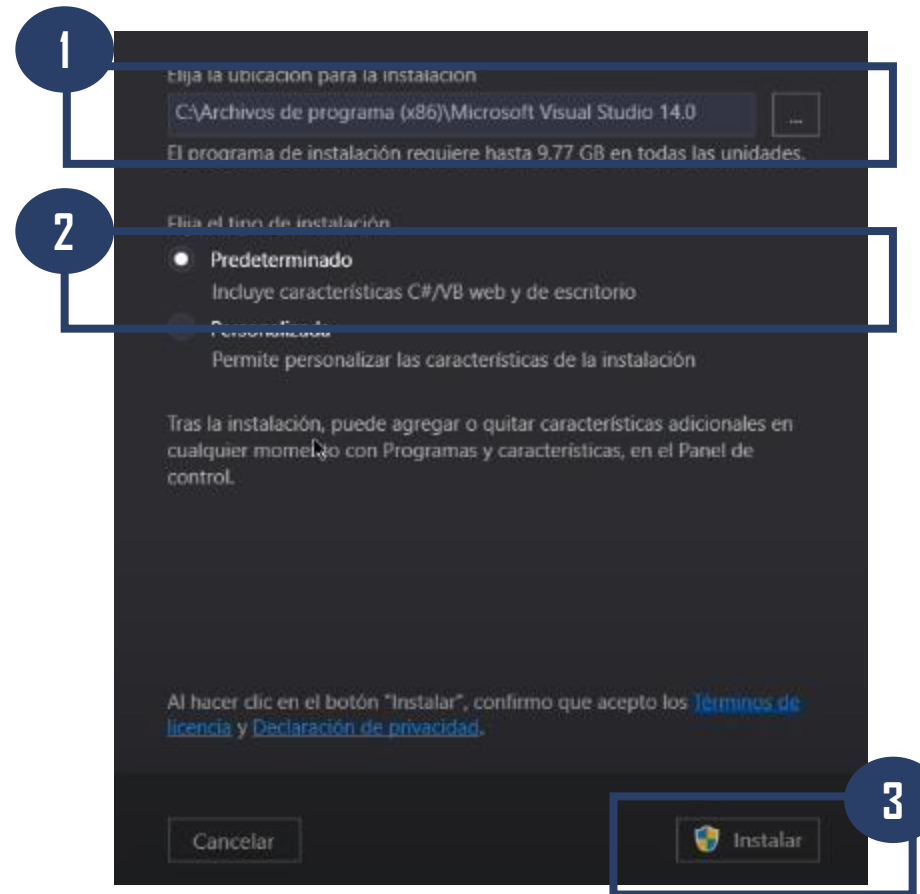 1
Elija la ubicación para la instalación
C:\Archivos de programa (x86)\Microsoft Visual Studio 14.0
...
El programa de instalación requiere hasta 9.77 GB en todas las unidades.
2
Elija el tipo de instalación
Predeterminado
Incluye características C#/VB web y de escritorio
Personalizada
Permite personalizar las características de la instalación
Tras la instalación, puede agregar o quitar características adicionales en
cualquier momento con Programas y características, en el Panel de
control.
Al hacer clic en el botón "Instalar", confirmo que acepto los Términos de
licencia y Declaración de privacidad.
3
Cancelar
Instalar